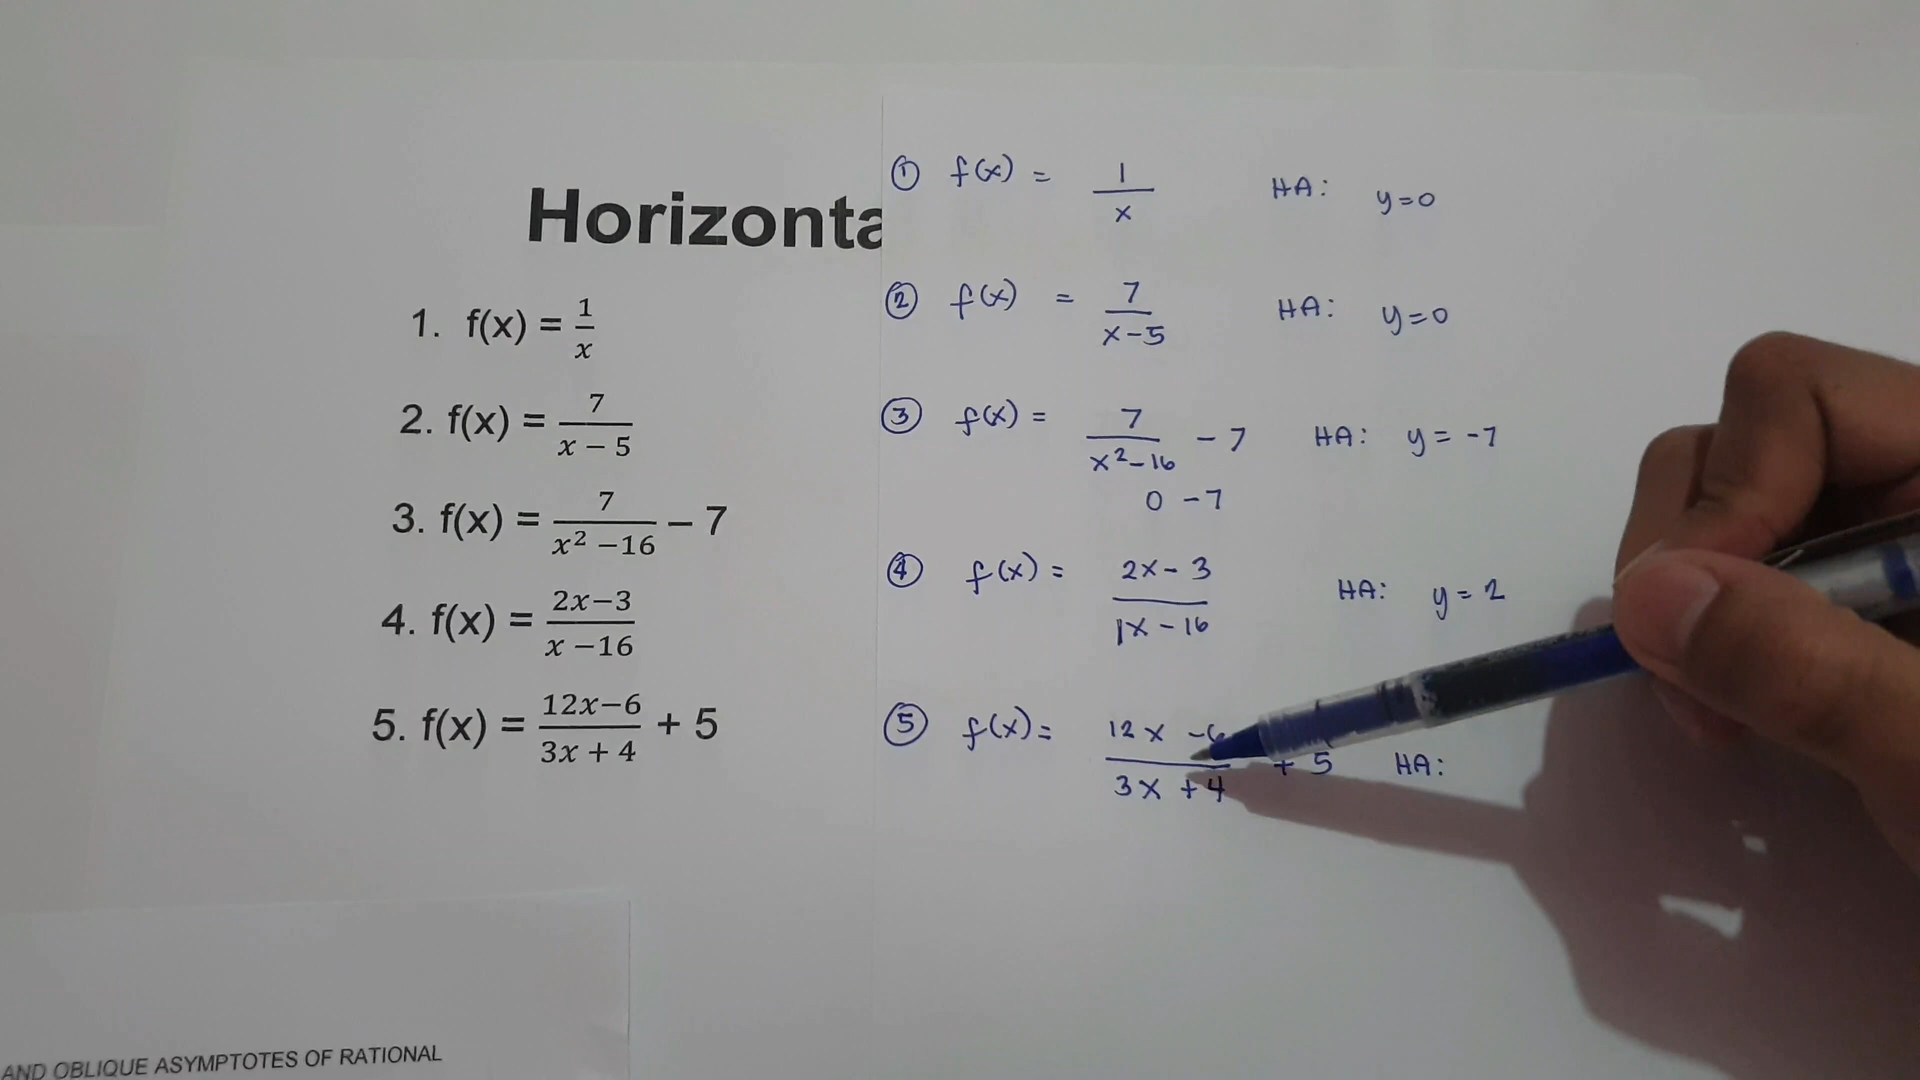 Horizonta
1. f(x) = 1/x
2. f(x) = 7/(x − 5)
3. f(x) = 7/(x² −16) − 7
4. f(x) = (2x−3)/(x −16)
5. f(x) = (12x−6)/(3x + 4) + 5
AND OBLIQUE ASYMPTOTES OF RATIONAL
① f(x) = 1/x HA: y=0
② f(x) = 7/(x−5) HA: y=0
③ f(x) = 7/(x²−16) − 7 HA: y = -7
0 − 7
④ f(x) = (2x − 3)/(1x − 16) HA: y = 2
⑤ f(x) = (12x − 6)/(3x + 4) + 5 HA: